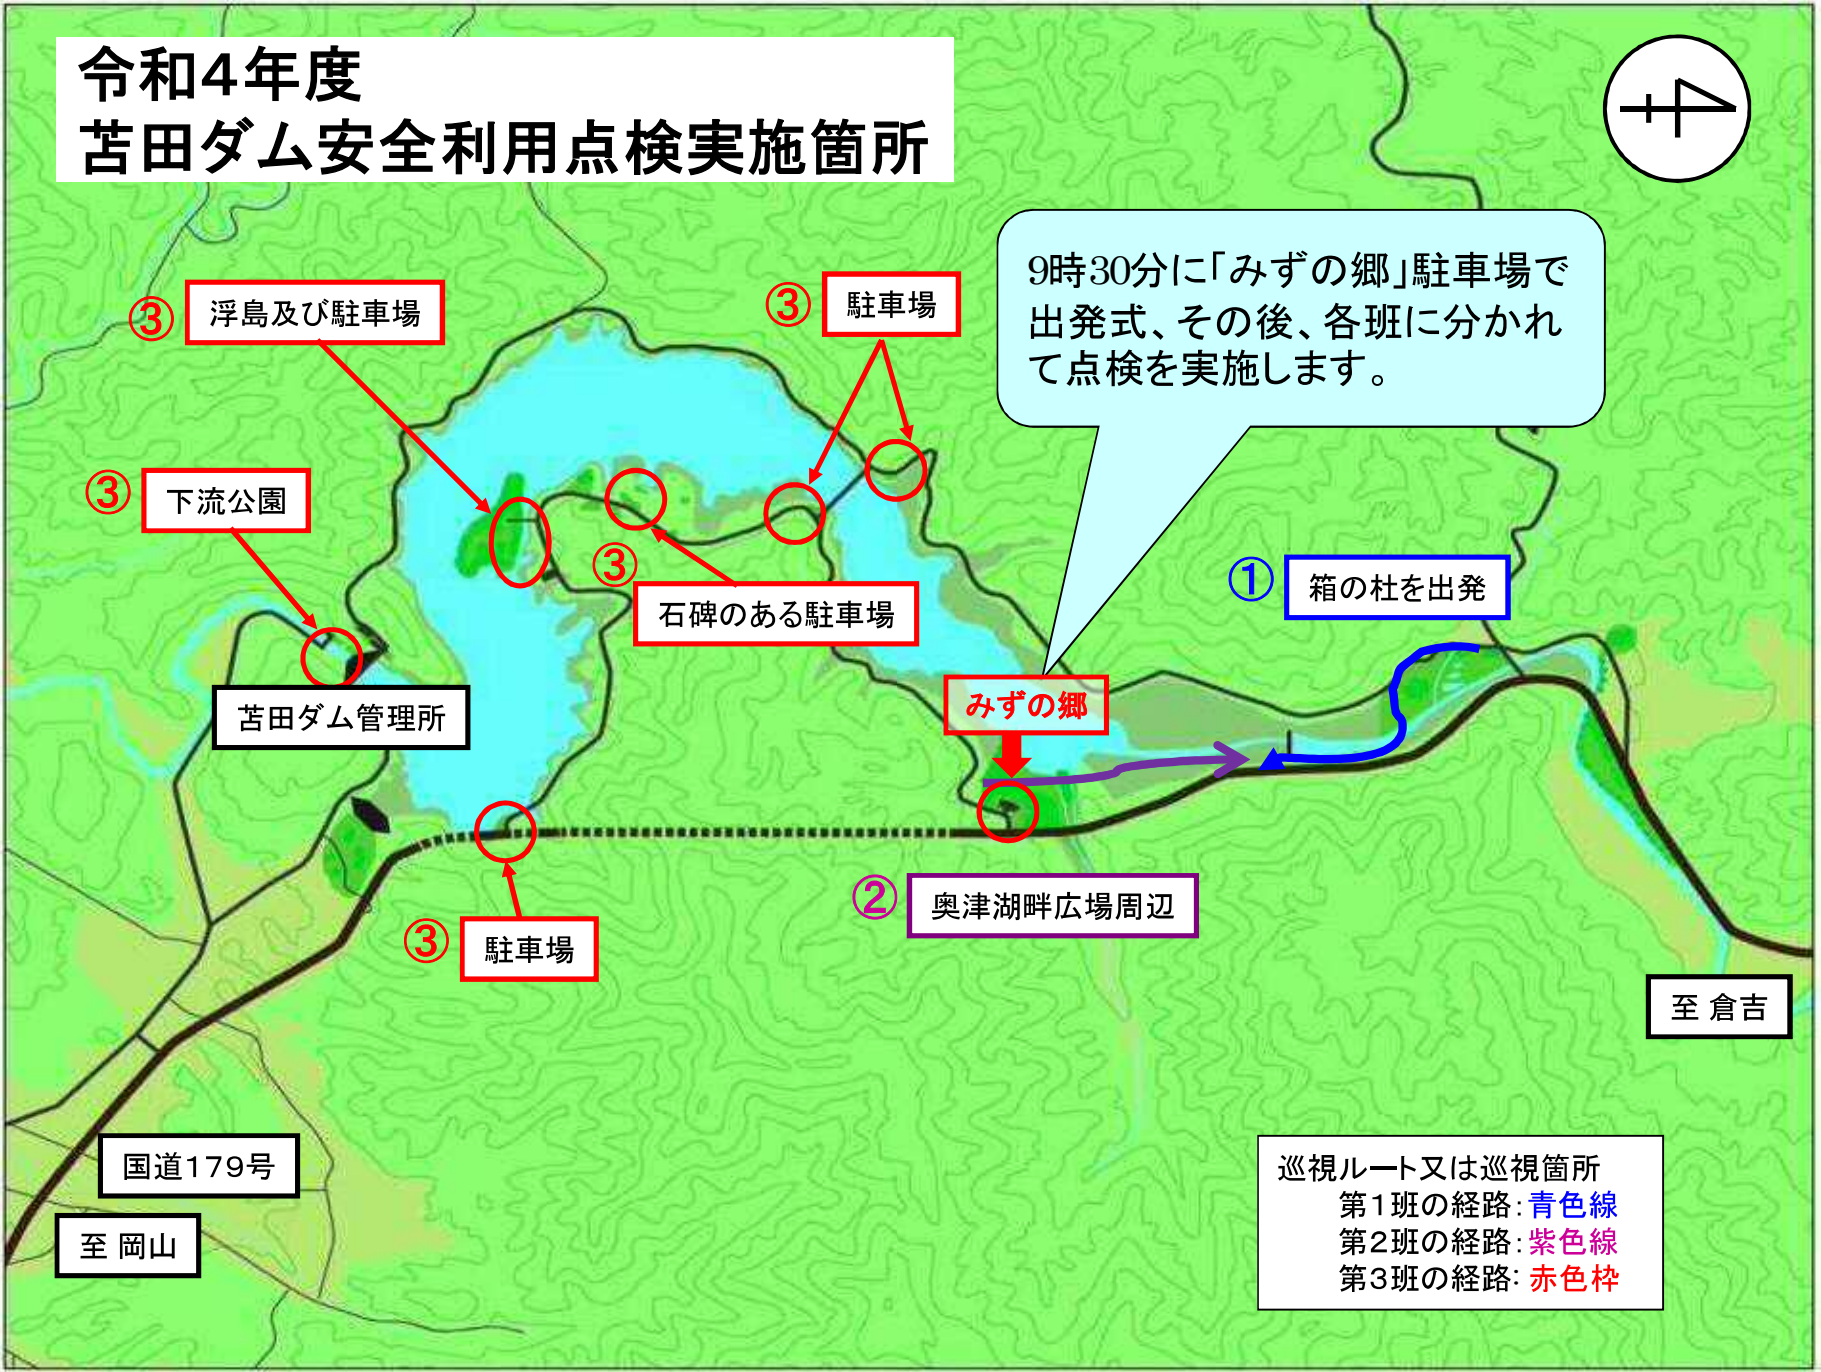 令和4年度
苫田ダム安全利用点検実施箇所
9時30分に「みずの郷」駐車場で
出発式、その後、各班に分かれ
て点検を実施します。
③ 浮島及び駐車場
③ 駐車場
③ 下流公園
③
石碑のある駐車場
① 箱の杜を出発
みずの郷
苫田ダム管理所
② 奥津湖畔広場周辺
③ 駐車場
至 倉吉
国道179号
至 岡山
巡視ルート又は巡視箇所
第1班の経路:青色線
第2班の経路:紫色線
第3班の経路:赤色枠